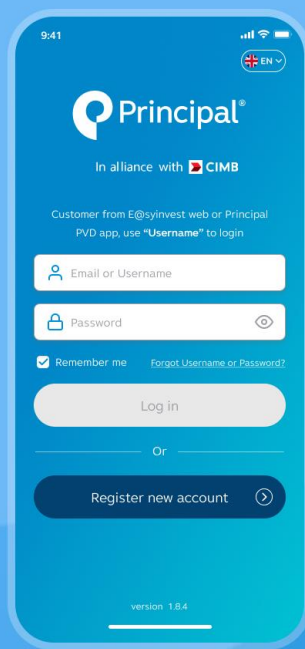 9:41
EN
Principal®
In alliance with CIMB
Customer from E@syinvest web or Principal
PVD app, use “Username” to login
Email or Username
Password
Remember me Forgot Username or Password?
Log in
Or
Register new account
version 1.8.4